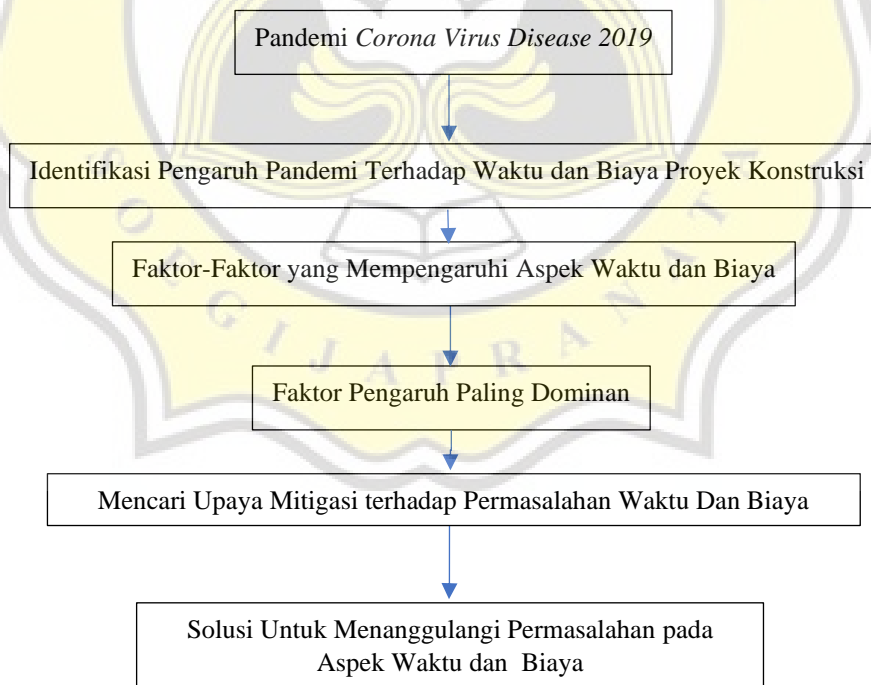 Pandemi Corona Virus Disease 2019
Identifikasi Pengaruh Pandemi Terhadap Waktu dan Biaya Proyek Konstruksi
Faktor-Faktor yang Mempengaruhi Aspek Waktu dan Biaya
Faktor Pengaruh Paling Dominan
Mencari Upaya Mitigasi terhadap Permasalahan Waktu Dan Biaya
Solusi Untuk Menanggulangi Permasalahan pada
Aspek Waktu dan Biaya
SOEGIJAPRANATA